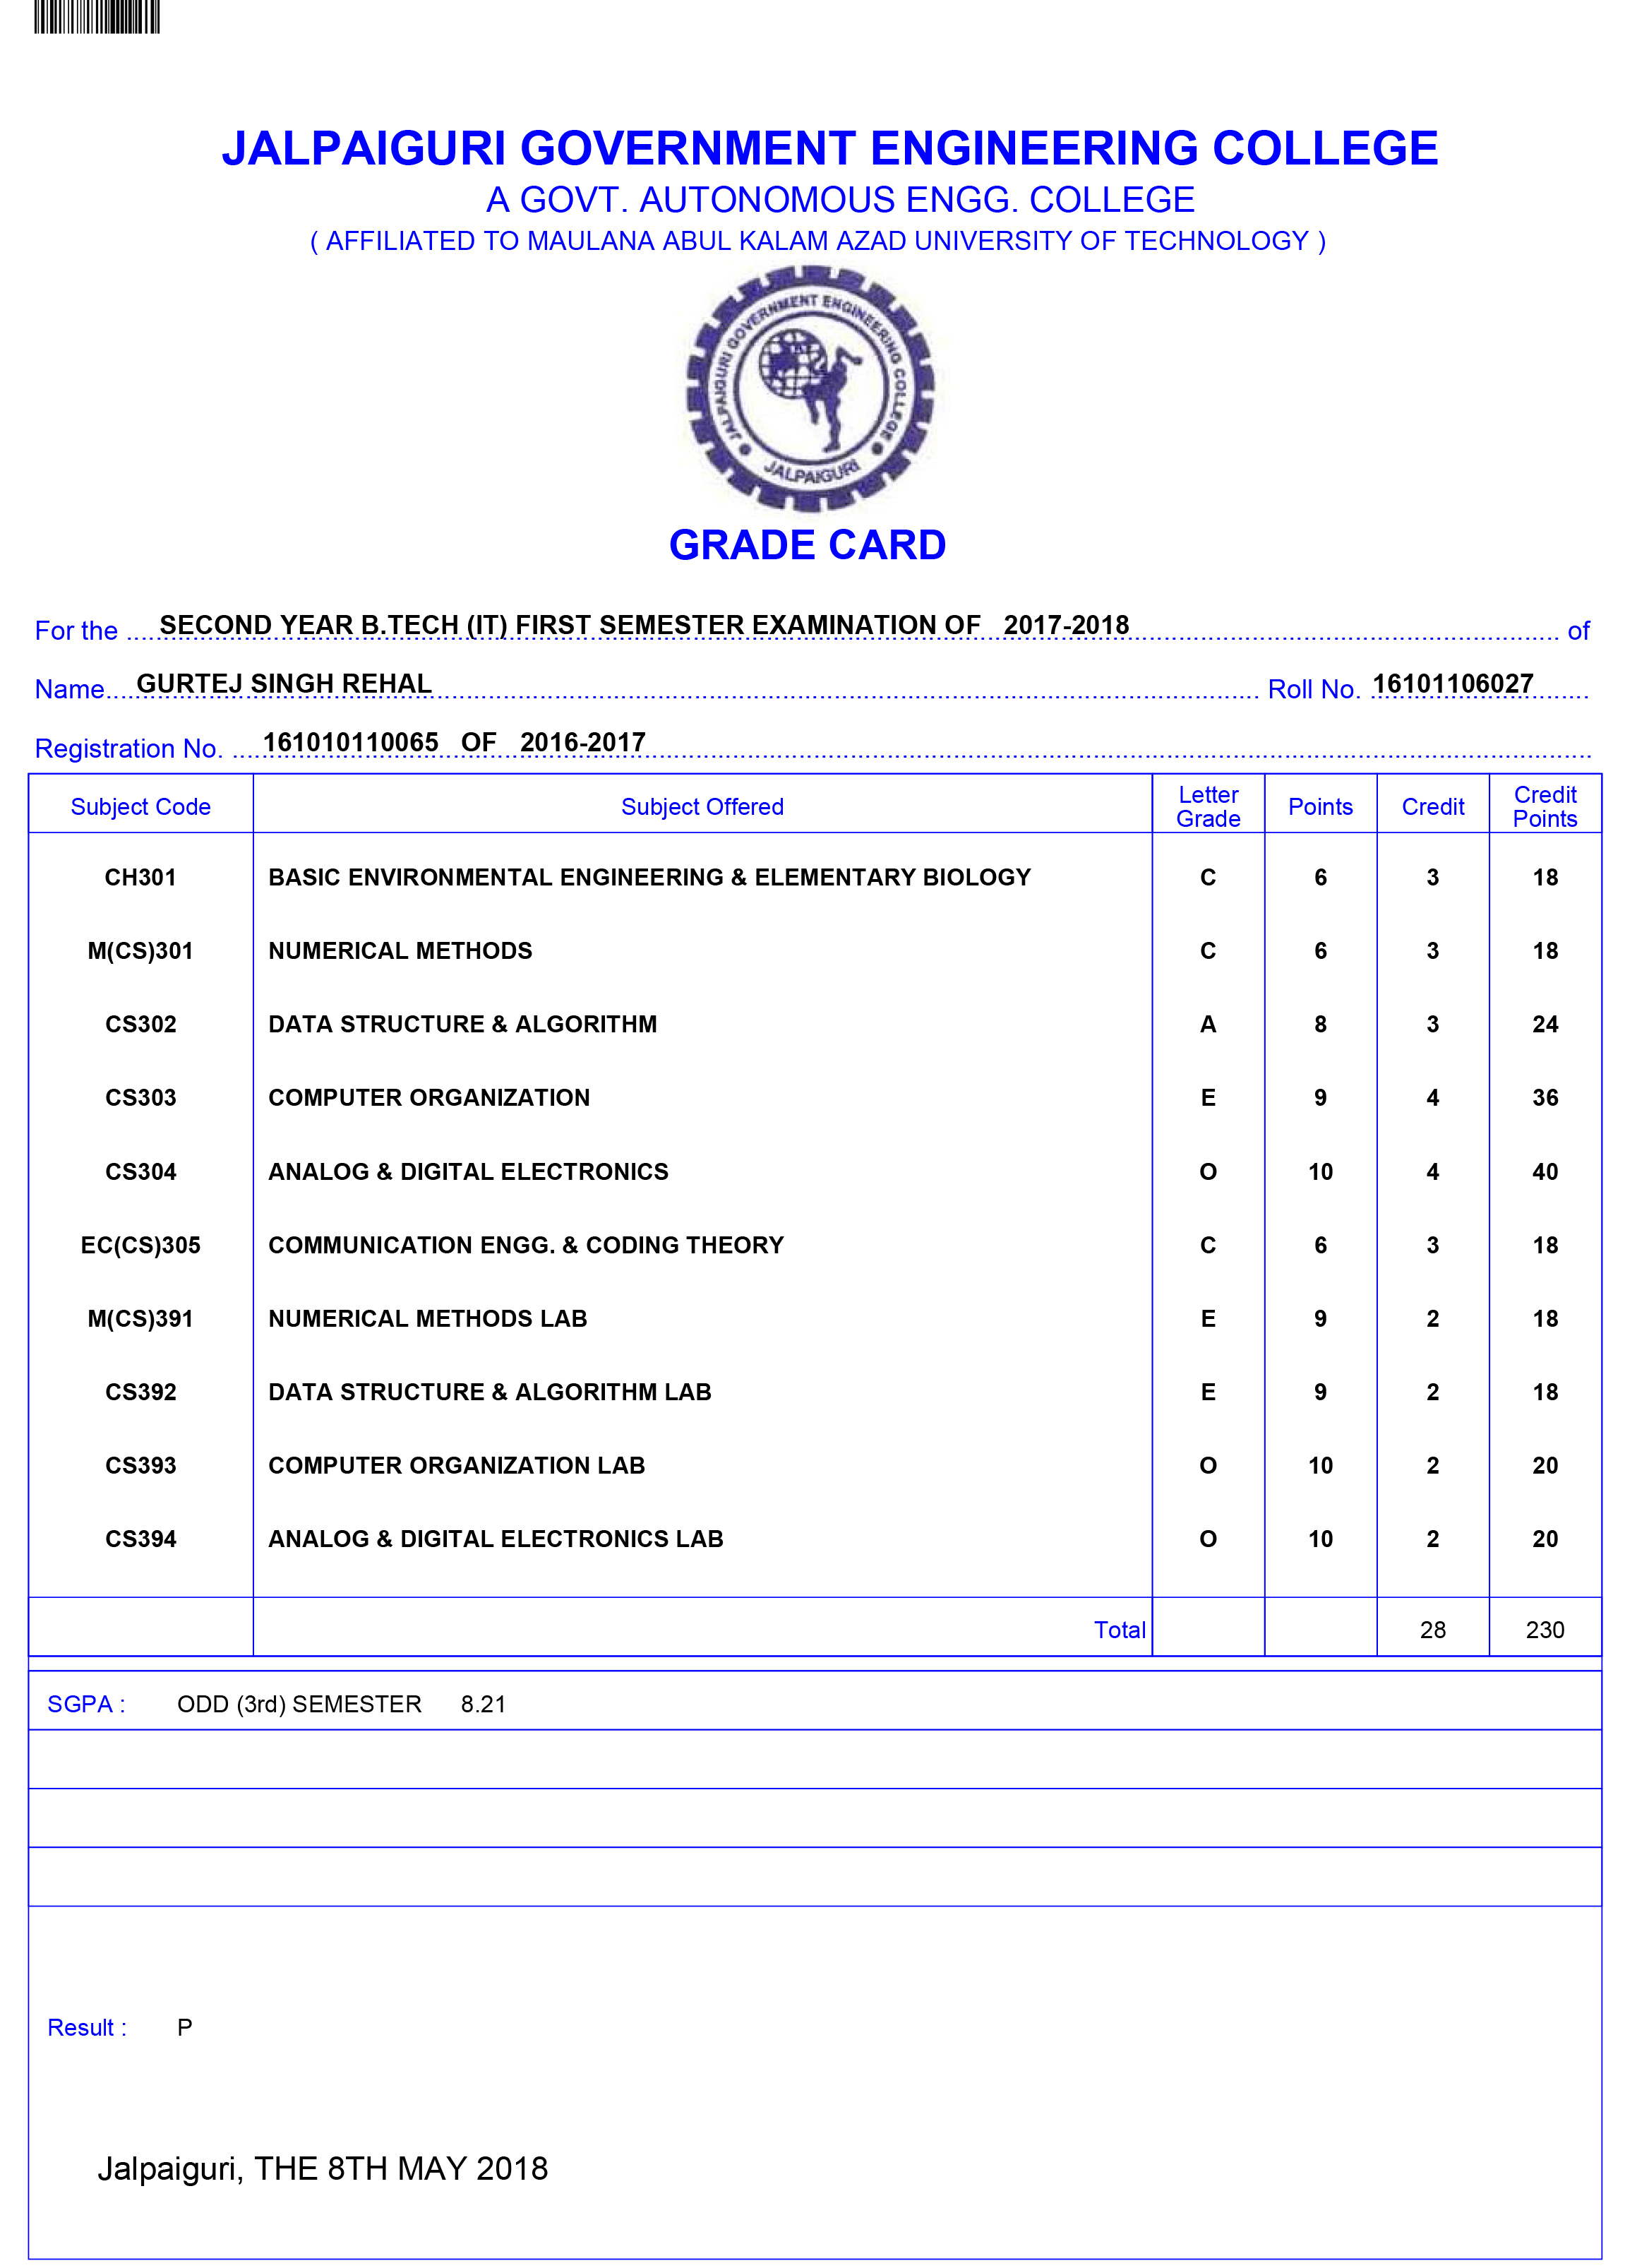 JALPAIGURI GOVERNMENT ENGINEERING COLLEGE
A GOVT. AUTONOMOUS ENGG. COLLEGE
( AFFILIATED TO MAULANA ABUL KALAM AZAD UNIVERSITY OF TECHNOLOGY )
JALPAIGURI GOVERNMENT ENGINEERING COLLEGE
JALPAIGURI
GRADE CARD
For the .... SECOND YEAR B.TECH (IT) FIRST SEMESTER EXAMINATION OF 2017-2018 .... of
Name.... GURTEJ SINGH REHAL .... Roll No. 16101106027
Registration No. .... 161010110065 OF 2016-2017
Subject Code Subject Offered Letter Grade Points Credit Credit Points
CH301 BASIC ENVIRONMENTAL ENGINEERING & ELEMENTARY BIOLOGY C 6 3 18
M(CS)301 NUMERICAL METHODS C 6 3 18
CS302 DATA STRUCTURE & ALGORITHM A 8 3 24
CS303 COMPUTER ORGANIZATION E 9 4 36
CS304 ANALOG & DIGITAL ELECTRONICS O 10 4 40
EC(CS)305 COMMUNICATION ENGG. & CODING THEORY C 6 3 18
M(CS)391 NUMERICAL METHODS LAB E 9 2 18
CS392 DATA STRUCTURE & ALGORITHM LAB E 9 2 18
CS393 COMPUTER ORGANIZATION LAB O 10 2 20
CS394 ANALOG & DIGITAL ELECTRONICS LAB O 10 2 20
Total 28 230
SGPA : ODD (3rd) SEMESTER 8.21
Result : P
Jalpaiguri, THE 8TH MAY 2018